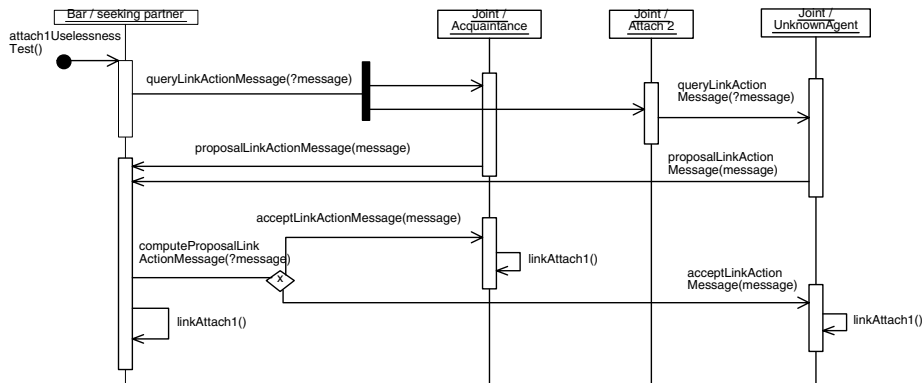 Bar / seeking partner
Joint /
Acquaintance
Joint /
Attach 2
Joint /
UnknownAgent
attach1Uselessness
Test()
queryLinkActionMessage(?message)
queryLinkAction
Message(?message)
proposalLinkActionMessage(message)
proposalLinkAction
Message(message)
acceptLinkActionMessage(message)
computeProposalLink
ActionMessage(?message)
x
linkAttach1()
acceptLinkAction
Message(message)
linkAttach1()
linkAttach1()